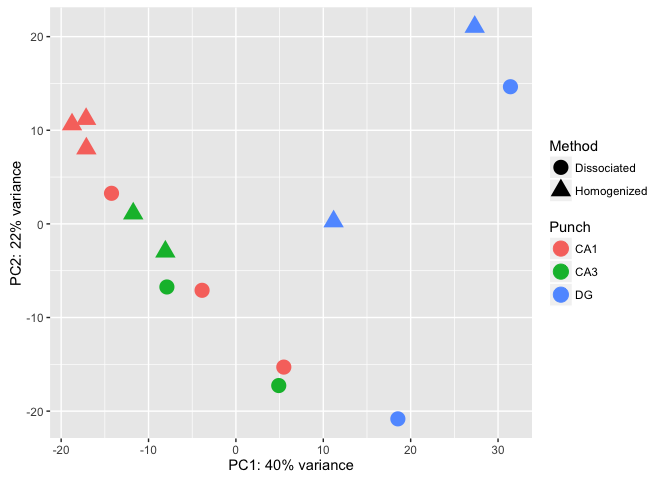 20
10
0
-10
-20
-20
-10
0
10
20
30
PC1: 40% variance
PC2: 22% variance
Method
Dissociated
Homogenized
Punch
CA1
CA3
DG